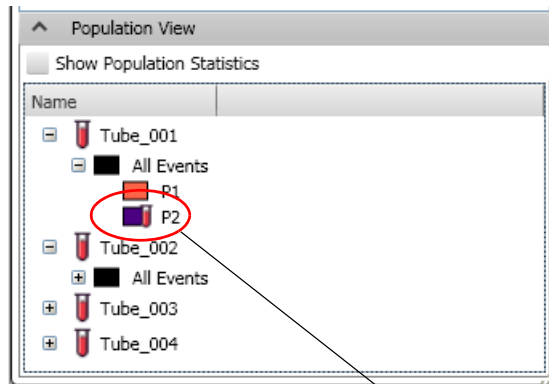 Population View
Show Population Statistics
Name
Tube_001
All Events
P1
P2
Tube_002
All Events
Tube_003
Tube_004